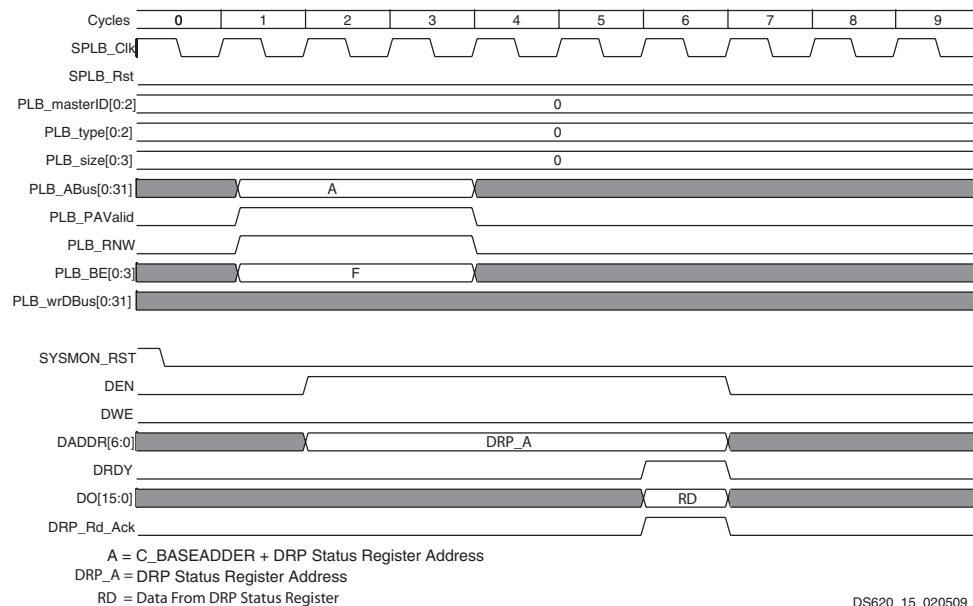 Cycles 0 1 2 3 4 5 6 7 8 9
SPLB_Clk
SPLB_Rst
PLB_masterID[0:2] 0
PLB_type[0:2] 0
PLB_size[0:3] 0
PLB_ABus[0:31] A
PLB_PAValid
PLB_RNW
PLB_BE[0:3] F
PLB_wrDBus[0:31]
SYSMON_RST
DEN
DWE
DADDR[6:0] DRP_A
DRDY
DO[15:0] RD
DRP_Rd_Ack
A = C_BASEADDER + DRP Status Register Address
DRP_A = DRP Status Register Address
RD = Data From DRP Status Register
DS620_15_020509